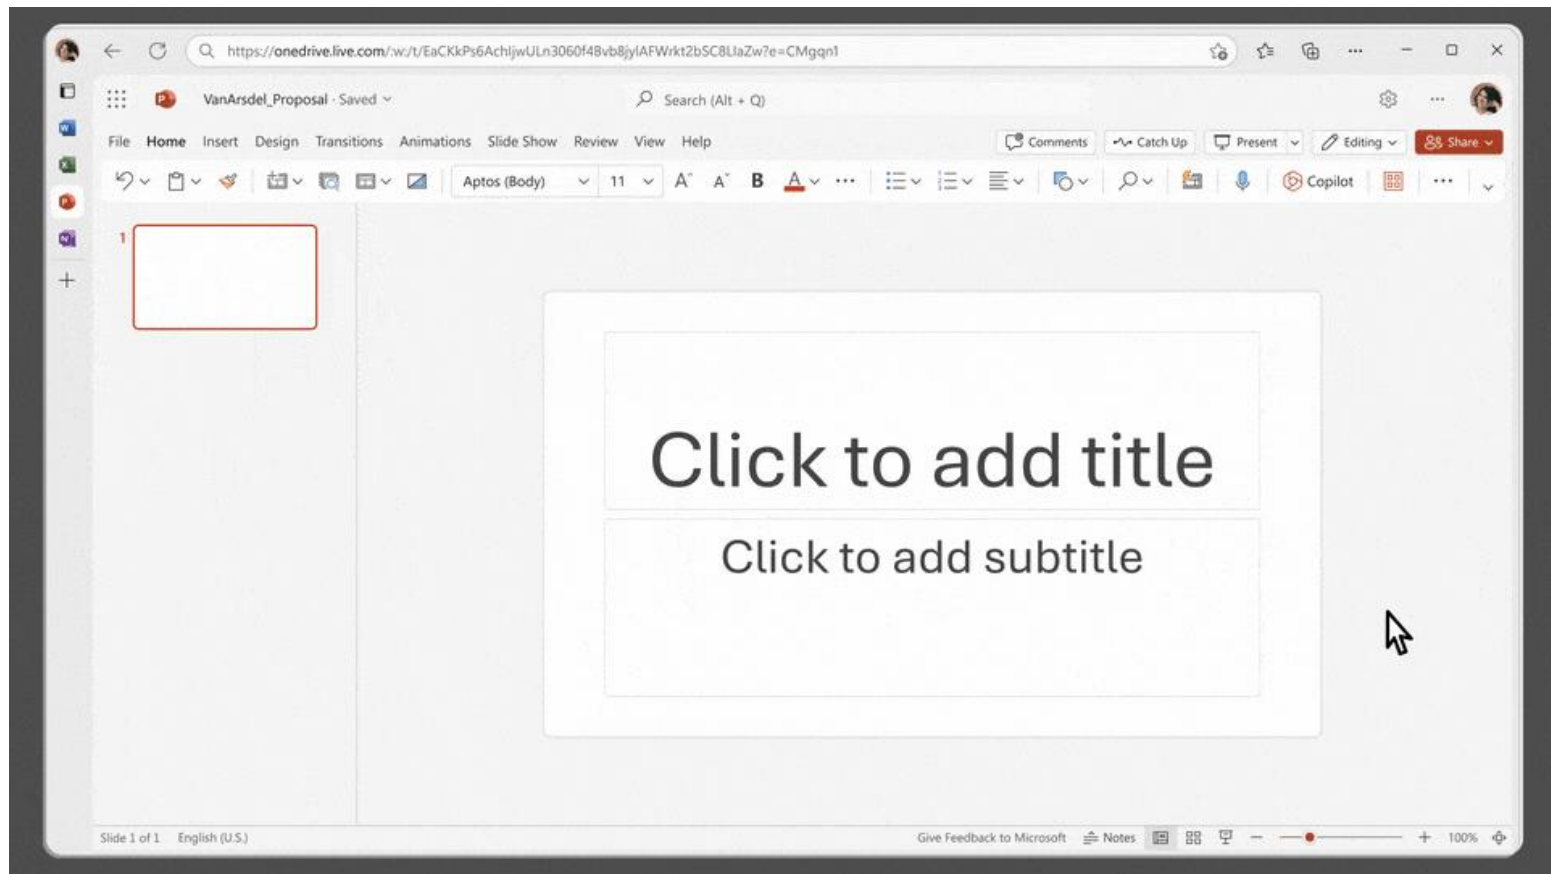 https://onedrive.live.com/:w:/t/EaCKkPs6AchIjwULn3060f4Bvb8jylAFWrkt2bSC8LlaZw?e=CMgqn1
VanArsdel_Proposal · Saved
Search (Alt + Q)
File Home Insert Design Transitions Animations Slide Show Review View Help Comments Catch Up Present Editing Share
Aptos (Body) 11 A A B A Copilot
1
Click to add title
Click to add subtitle
Slide 1 of 1 English (U.S.) Give Feedback to Microsoft Notes 100%